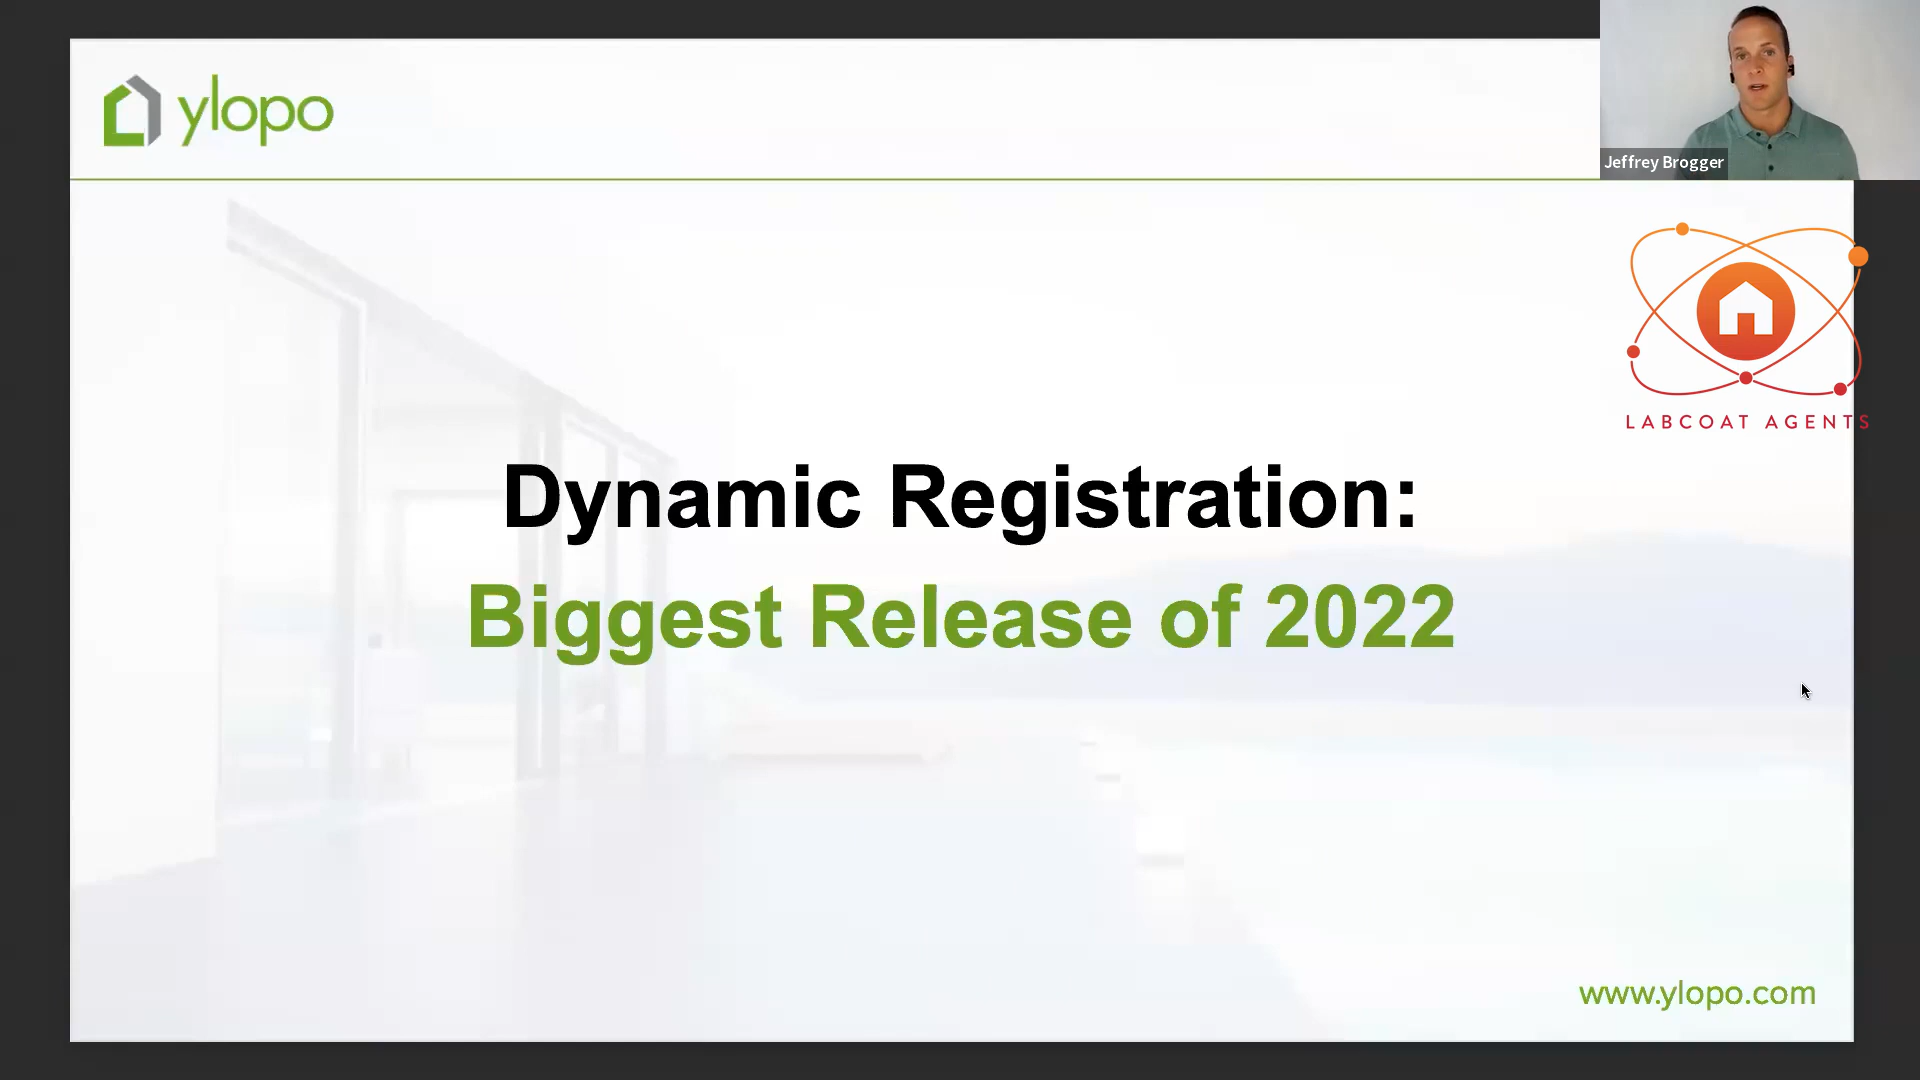 ylopo
Jeffrey Brogger
LABCOAT AGENTS
Dynamic Registration:
Biggest Release of 2022
www.ylopo.com